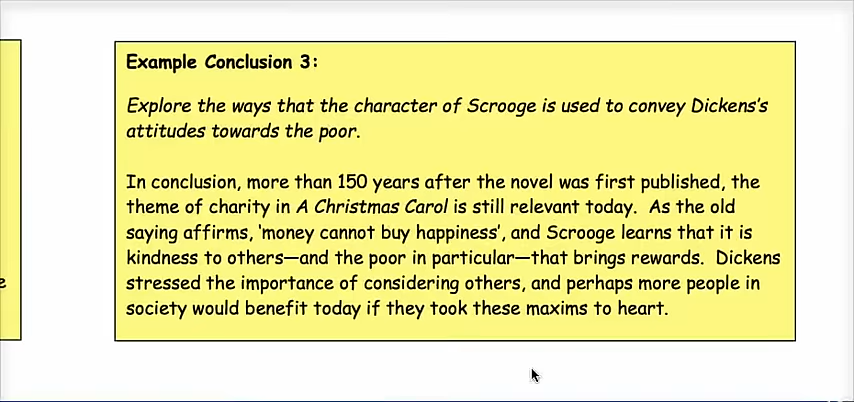 Example Conclusion 3:
Explore the ways that the character of Scrooge is used to convey Dickens's
attitudes towards the poor.
In conclusion, more than 150 years after the novel was first published, the
theme of charity in A Christmas Carol is still relevant today.  As the old
saying affirms, 'money cannot buy happiness', and Scrooge learns that it is
kindness to others—and the poor in particular—that brings rewards.  Dickens
stressed the importance of considering others, and perhaps more people in
society would benefit today if they took these maxims to heart.